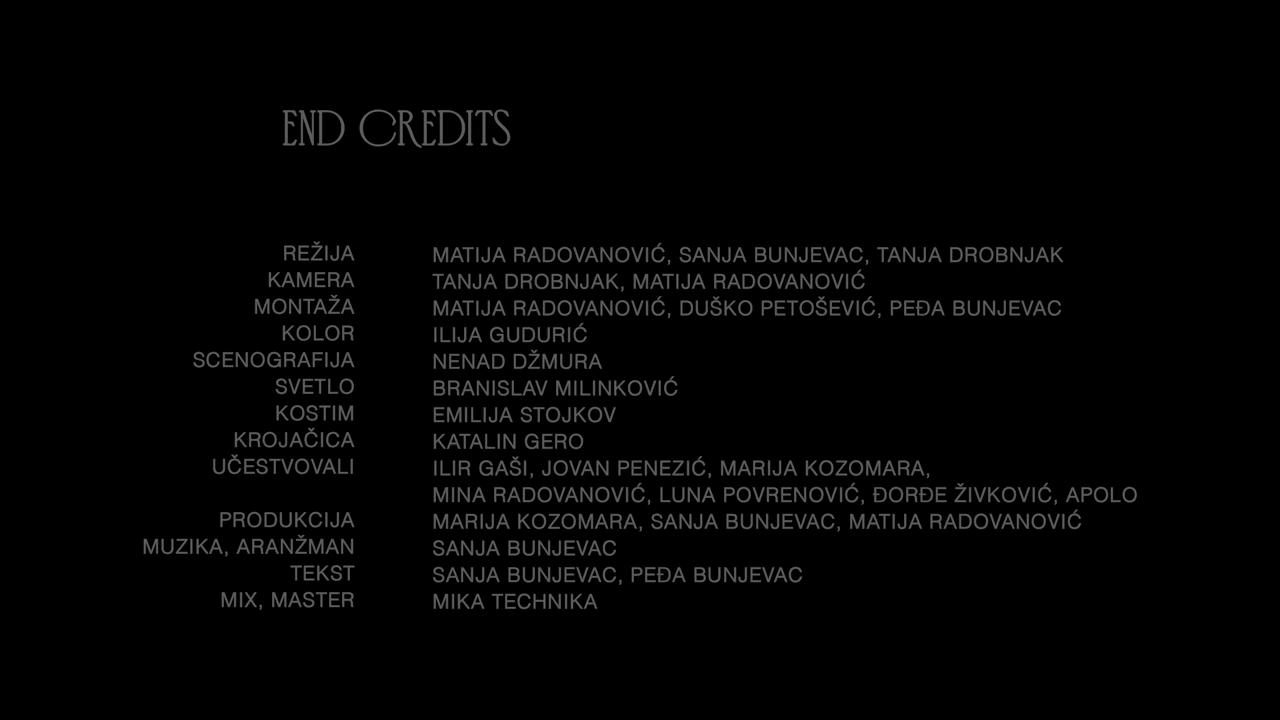 END CREDITS
REŽIJA MATIJA RADOVANOVIĆ, SANJA BUNJEVAC, TANJA DROBNJAK
KAMERA TANJA DROBNJAK, MATIJA RADOVANOVIĆ
MONTAŽA MATIJA RADOVANOVIĆ, DUŠKO PETOŠEVIĆ, PEĐA BUNJEVAC
KOLOR ILIJA GUDURIĆ
SCENOGRAFIJA NENAD DŽMURA
SVETLO BRANISLAV MILINKOVIĆ
KOSTIM EMILIJA STOJKOV
KROJAČICA KATALIN GERO
UČESTVOVALI ILIR GAŠI, JOVAN PENEZIĆ, MARIJA KOZOMARA,
MINA RADOVANOVIĆ, LUNA POVRENOVIĆ, ĐORĐE ŽIVKOVIĆ, APOLO
PRODUKCIJA MARIJA KOZOMARA, SANJA BUNJEVAC, MATIJA RADOVANOVIĆ
MUZIKA, ARANŽMAN SANJA BUNJEVAC
TEKST SANJA BUNJEVAC, PEĐA BUNJEVAC
MIX, MASTER MIKA TECHNIKA